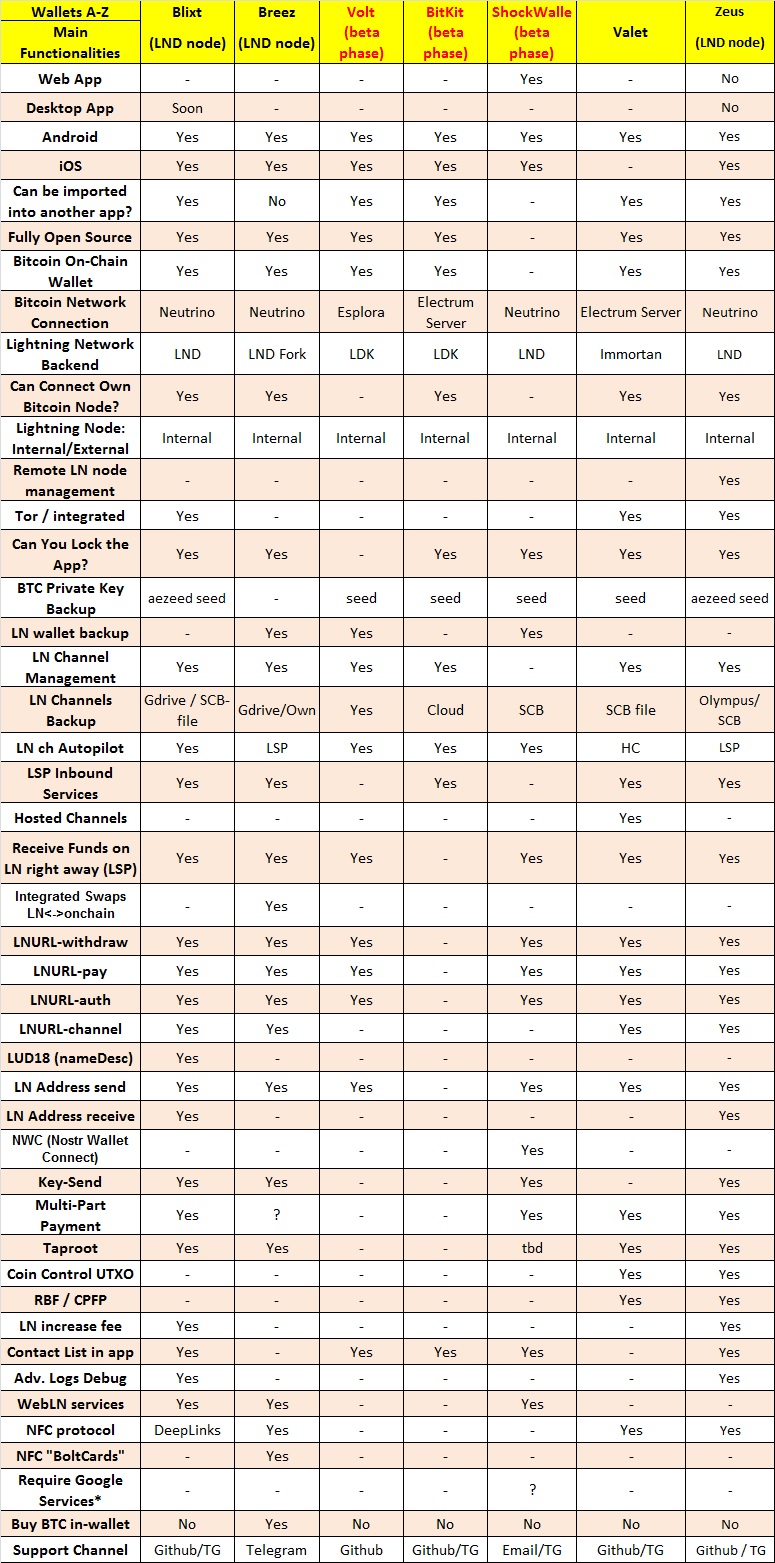 Wallets A-Z | Blixt | Breez | Volt | BitKit | ShockWalle | Valet | Zeus
Main Functionalities | (LND node) | (LND node) | (beta phase) | (beta phase) | (beta phase) | (LND node)
Web App | - | - | - | - | Yes | - | No
Desktop App | Soon | - | - | - | - | - | No
Android | Yes | Yes | Yes | Yes | Yes | Yes | Yes
iOS | Yes | Yes | Yes | Yes | Yes | - | Yes
Can be imported into another app? | Yes | No | Yes | Yes | - | Yes | Yes
Fully Open Source | Yes | Yes | Yes | Yes | - | Yes | Yes
Bitcoin On-Chain Wallet | Yes | Yes | Yes | Yes | - | Yes | Yes
Bitcoin Network Connection | Neutrino | Neutrino | Esplora | Electrum Server | Neutrino | Electrum Server | Neutrino
Lightning Network Backend | LND | LND Fork | LDK | LDK | LND | Immortan | LND
Can Connect Own Bitcoin Node? | Yes | Yes | - | Yes | - | Yes | Yes
Lightning Node: Internal/External | Internal | Internal | Internal | Internal | Internal | Internal | Internal
Remote LN node management | - | - | - | - | - | - | Yes
Tor / integrated | Yes | - | - | - | - | Yes | Yes
Can You Lock the App? | Yes | Yes | - | Yes | Yes | Yes | Yes
BTC Private Key Backup | aezeed seed | - | seed | seed | seed | seed | aezeed seed
LN wallet backup | - | Yes | Yes | - | Yes | - | -
LN Channel Management | Yes | Yes | Yes | Yes | - | Yes | Yes
LN Channels Backup | Gdrive / SCB-file | Gdrive/Own | Yes | Cloud | SCB | SCB file | Olympus/ SCB
LN ch Autopilot | Yes | LSP | Yes | Yes | Yes | HC | LSP
LSP Inbound Services | Yes | Yes | - | Yes | - | Yes | Yes
Hosted Channels | - | - | - | - | - | Yes | -
Receive Funds on LN right away (LSP) | Yes | Yes | Yes | - | Yes | Yes | Yes
Integrated Swaps LN<->onchain | - | Yes | - | - | - | - | -
LNURL-withdraw | Yes | Yes | Yes | - | Yes | Yes | Yes
LNURL-pay | Yes | Yes | Yes | - | Yes | Yes | Yes
LNURL-auth | Yes | Yes | Yes | - | Yes | Yes | Yes
LNURL-channel | Yes | Yes | - | - | - | Yes | Yes
LUD18 (nameDesc) | Yes | - | - | - | - | - | -
LN Address send | Yes | Yes | Yes | - | Yes | Yes | Yes
LN Address receive | Yes | - | - | - | - | - | Yes
NWC (Nostr Wallet Connect) | - | - | - | - | Yes | - | -
Key-Send | Yes | Yes | - | - | Yes | - | Yes
Multi-Part Payment | Yes | ? | - | - | Yes | Yes | Yes
Taproot | Yes | Yes | - | - | tbd | Yes | Yes
Coin Control UTXO | - | - | - | - | - | Yes | Yes
RBF / CPFP | - | - | - | - | - | Yes | Yes
LN increase fee | Yes | - | - | - | - | - | Yes
Contact List in app | Yes | - | Yes | Yes | Yes | - | Yes
Adv. Logs Debug | Yes | - | - | - | - | - | Yes
WebLN services | Yes | Yes | - | - | Yes | - | -
NFC protocol | DeepLinks | Yes | - | - | - | Yes | Yes
NFC "BoltCards" | - | Yes | - | - | - | - | -
Require Google Services* | - | - | - | - | ? | - | -
Buy BTC in-wallet | No | Yes | No | No | No | No | No
Support Channel | Github/TG | Telegram | Github | Github/TG | Email/TG | Github/TG | Github / TG